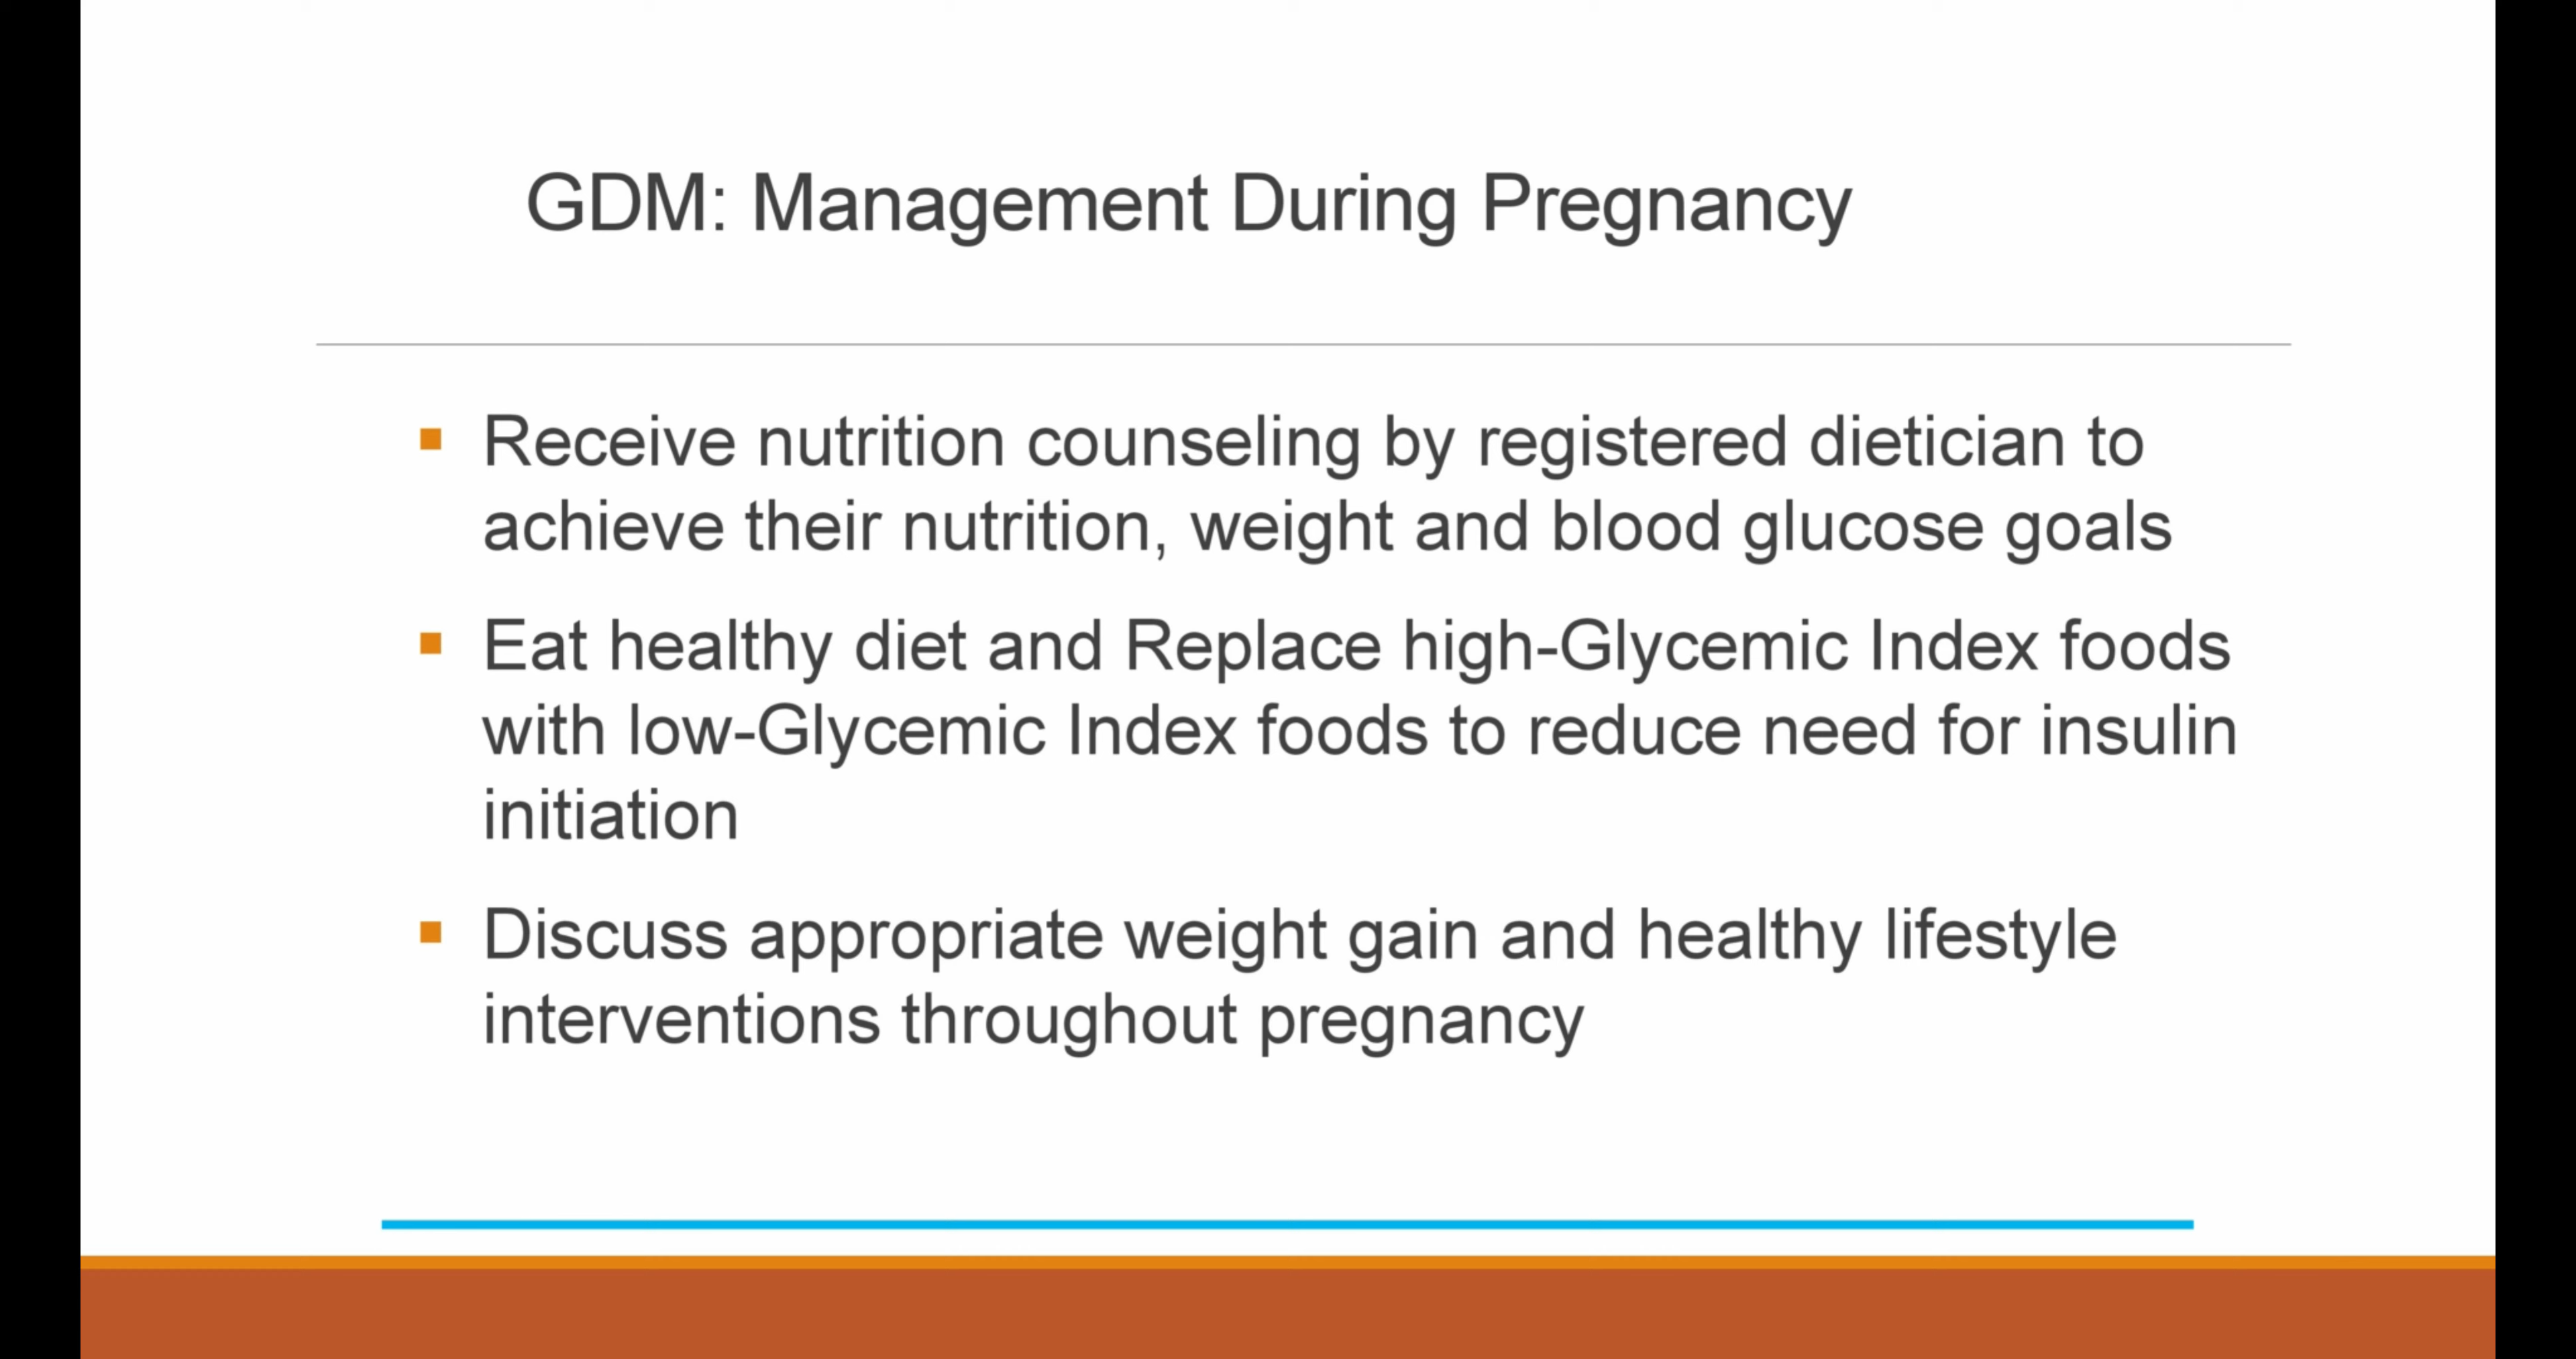 GDM: Management During Pregnancy
▪ Receive nutrition counseling by registered dietician to
achieve their nutrition, weight and blood glucose goals
▪ Eat healthy diet and Replace high-Glycemic Index foods
with low-Glycemic Index foods to reduce need for insulin
initiation
▪ Discuss appropriate weight gain and healthy lifestyle
interventions throughout pregnancy